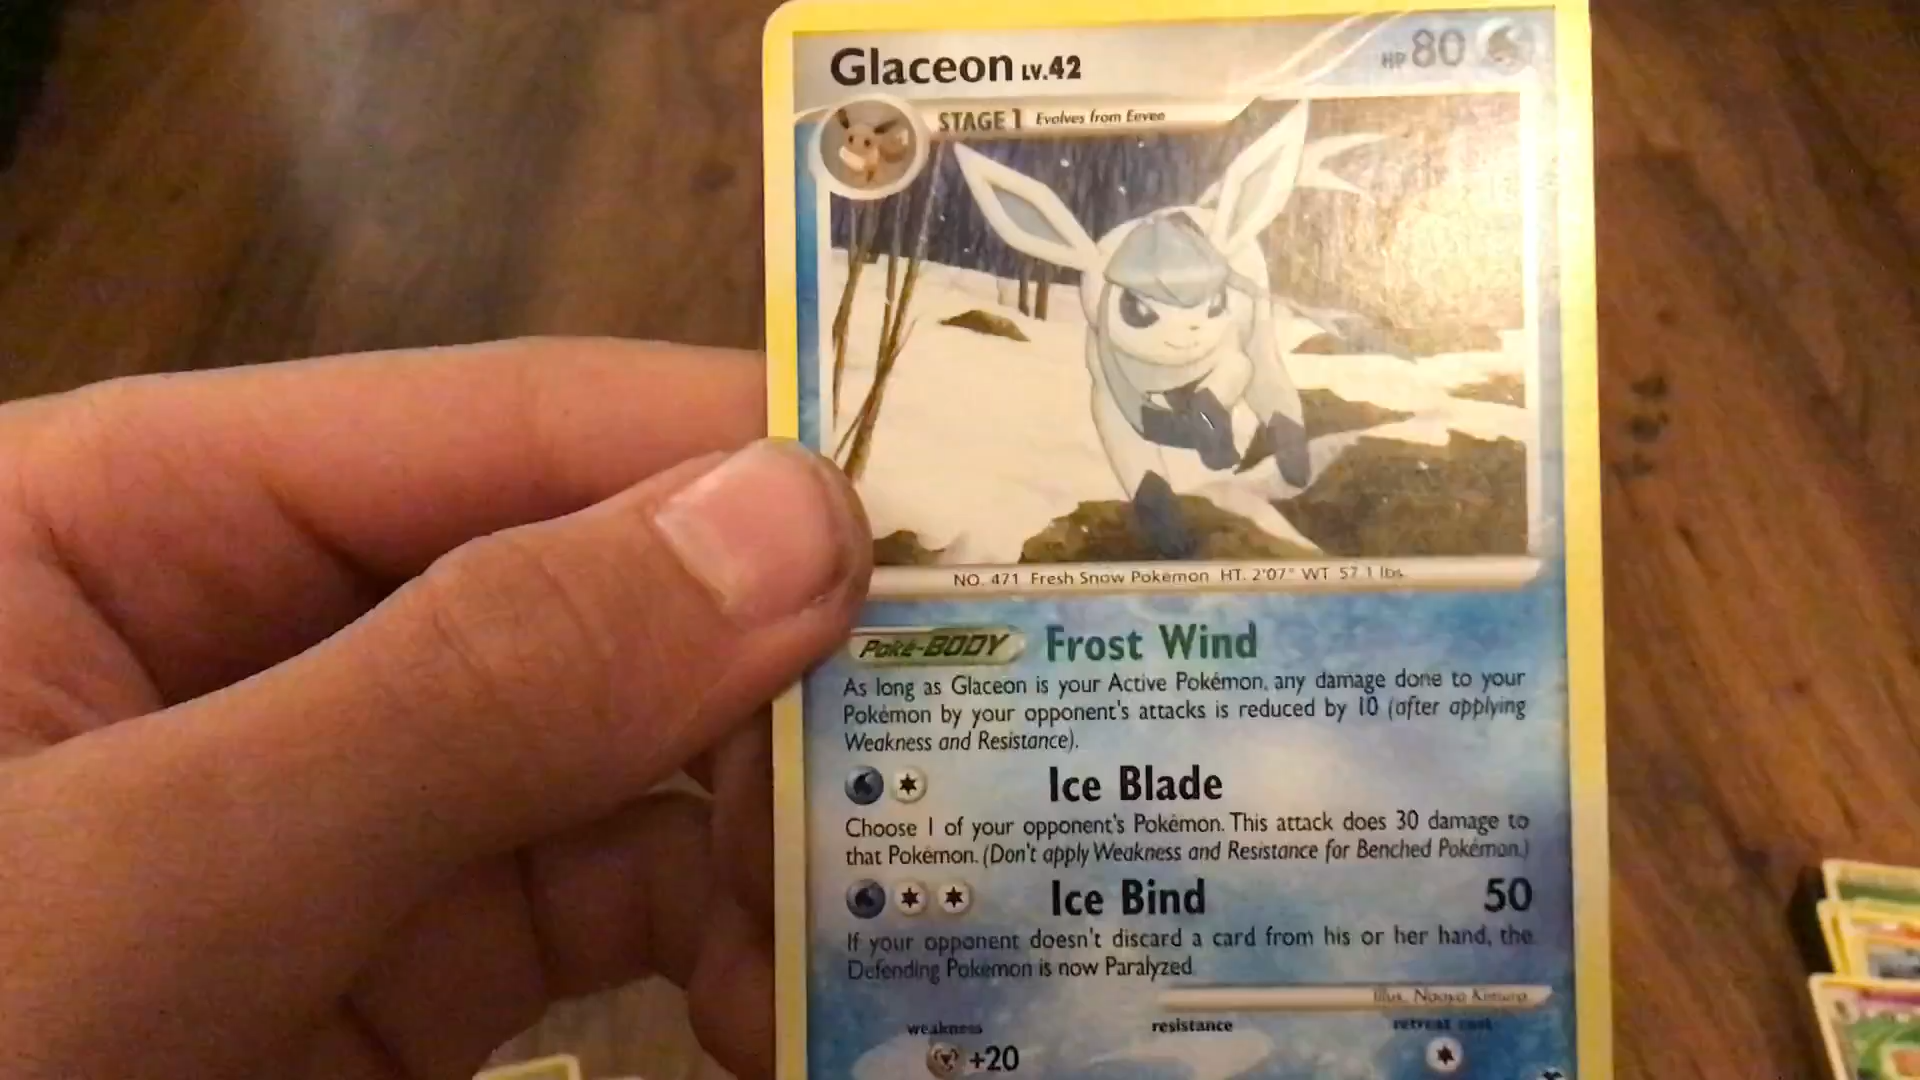 Glaceon LV.42 HP 80
STAGE 1 Evolves from Eevee
NO. 471 Fresh Snow Pokémon HT. 2'07" WT. 57.1 lbs.
Poké-BODY Frost Wind
As long as Glaceon is your Active Pokémon, any damage done to your
Pokémon by your opponent's attacks is reduced by 10 (after applying
Weakness and Resistance).
Ice Blade
Choose 1 of your opponent's Pokémon. This attack does 30 damage to
that Pokémon. (Don't apply Weakness and Resistance for Benched Pokémon.)
Ice Bind 50
If your opponent doesn't discard a card from his or her hand, the
Defending Pokémon is now Paralyzed.
Illus. Naoyo Kimura
weakness resistance retreat cost
+20